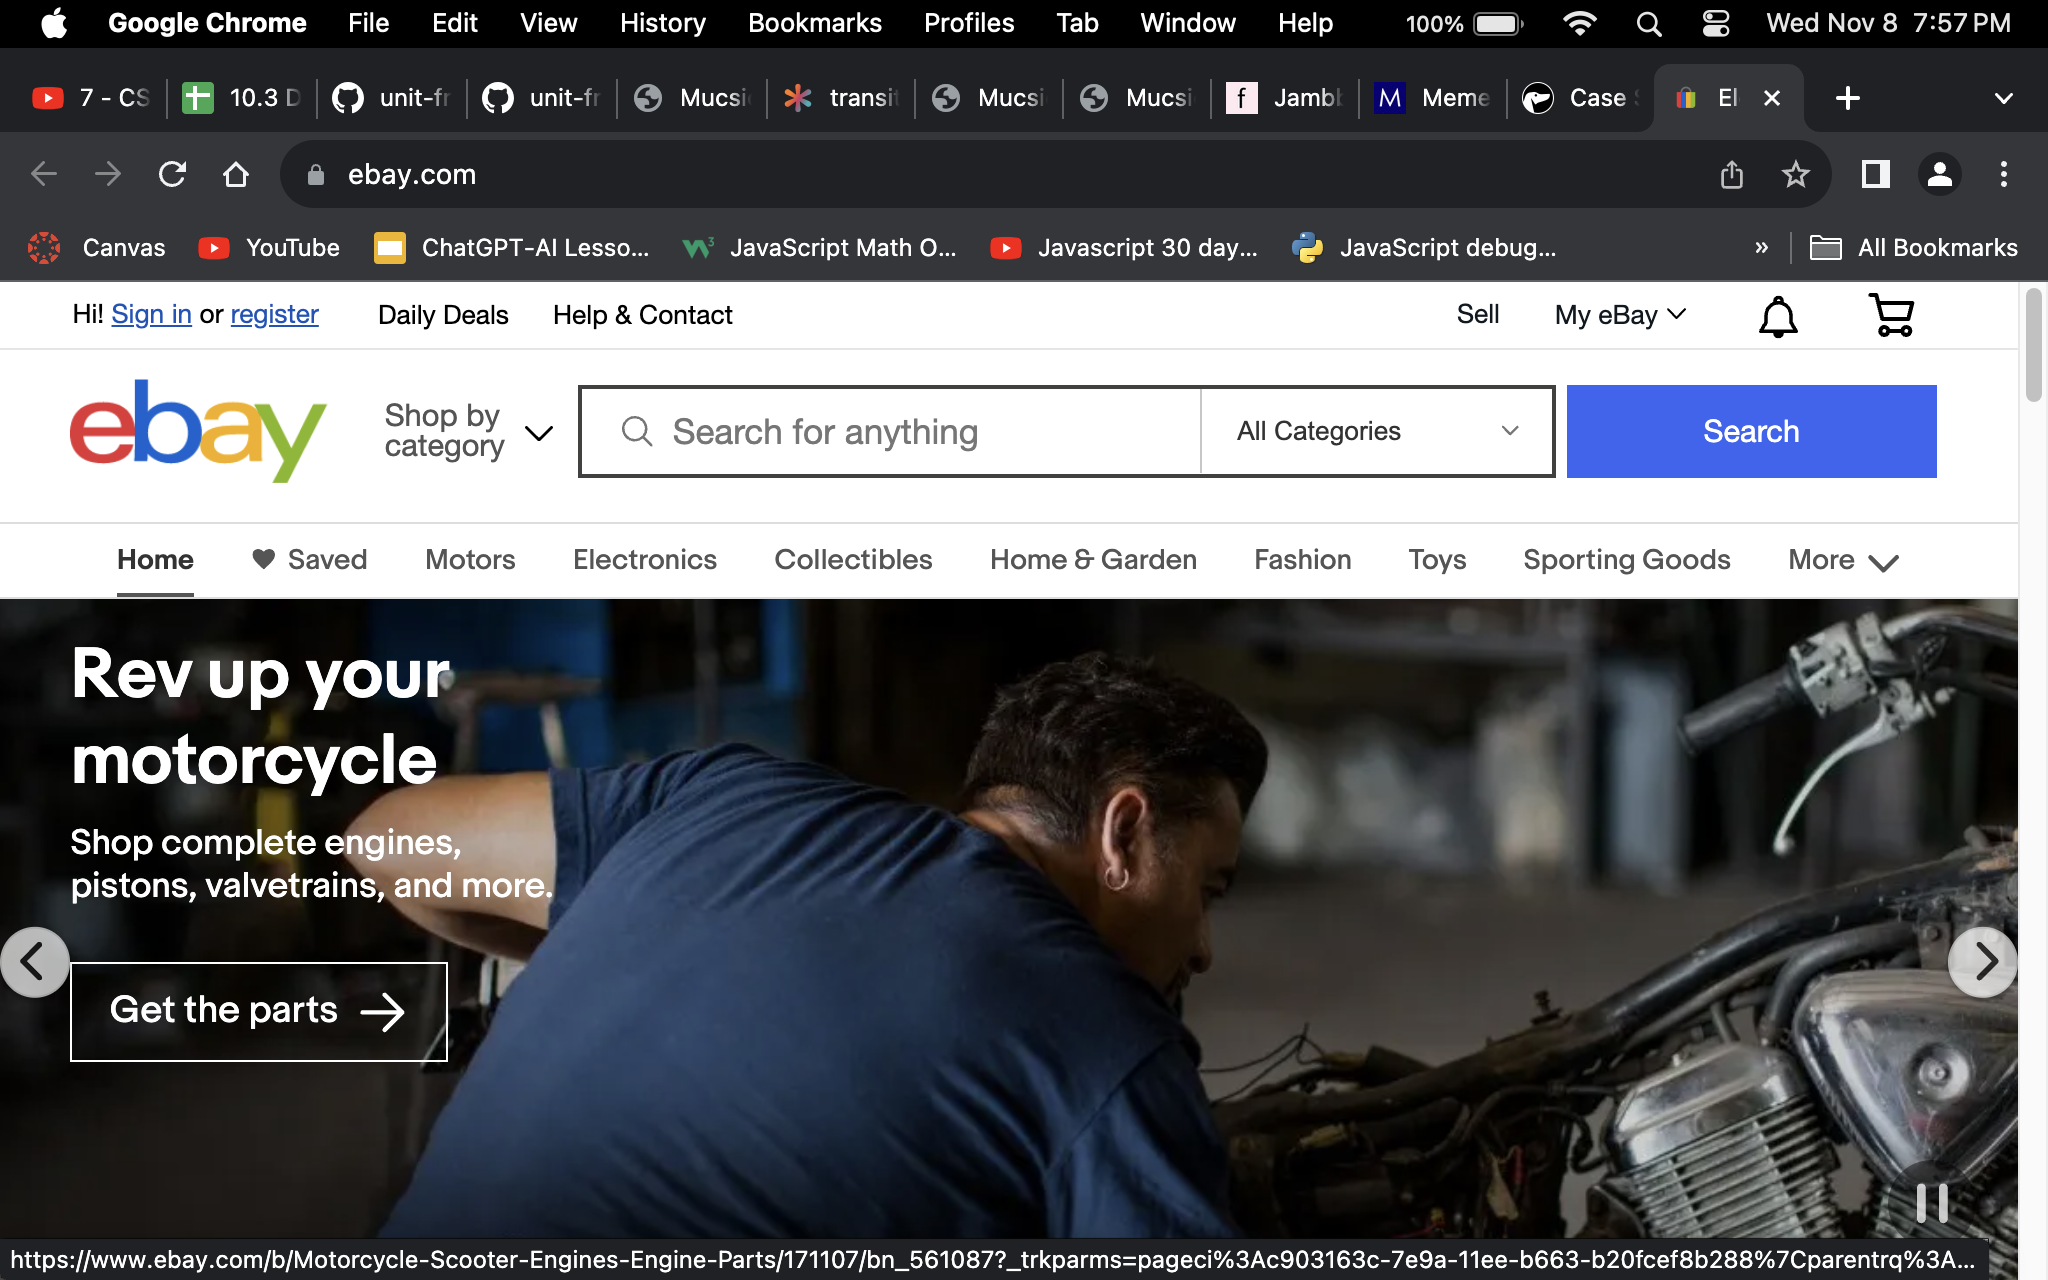 Google Chrome File Edit View History Bookmarks Profiles Tab Window Help 100% Wed Nov 8 7:57 PM
7 - CS 10.3 D unit-fr unit-fr Mucsi transit Mucsi Mucsi f Jambb M Meme Case S El
ebay.com
Canvas YouTube ChatGPT-AI Lesso... JavaScript Math O... Javascript 30 day... JavaScript debug... » All Bookmarks
Hi! Sign in or register Daily Deals Help & Contact Sell My eBay
ebay
Shop by
category
Search for anything All Categories Search
Home Saved Motors Electronics Collectibles Home & Garden Fashion Toys Sporting Goods More
Rev up your
motorcycle
Shop complete engines,
pistons, valvetrains, and more.
Get the parts
https://www.ebay.com/b/Motorcycle-Scooter-Engines-Engine-Parts/171107/bn_561087?_trkparms=pageci%3Ac903163c-7e9a-11ee-b663-b20fcef8b288%7Cparentrq%3A...